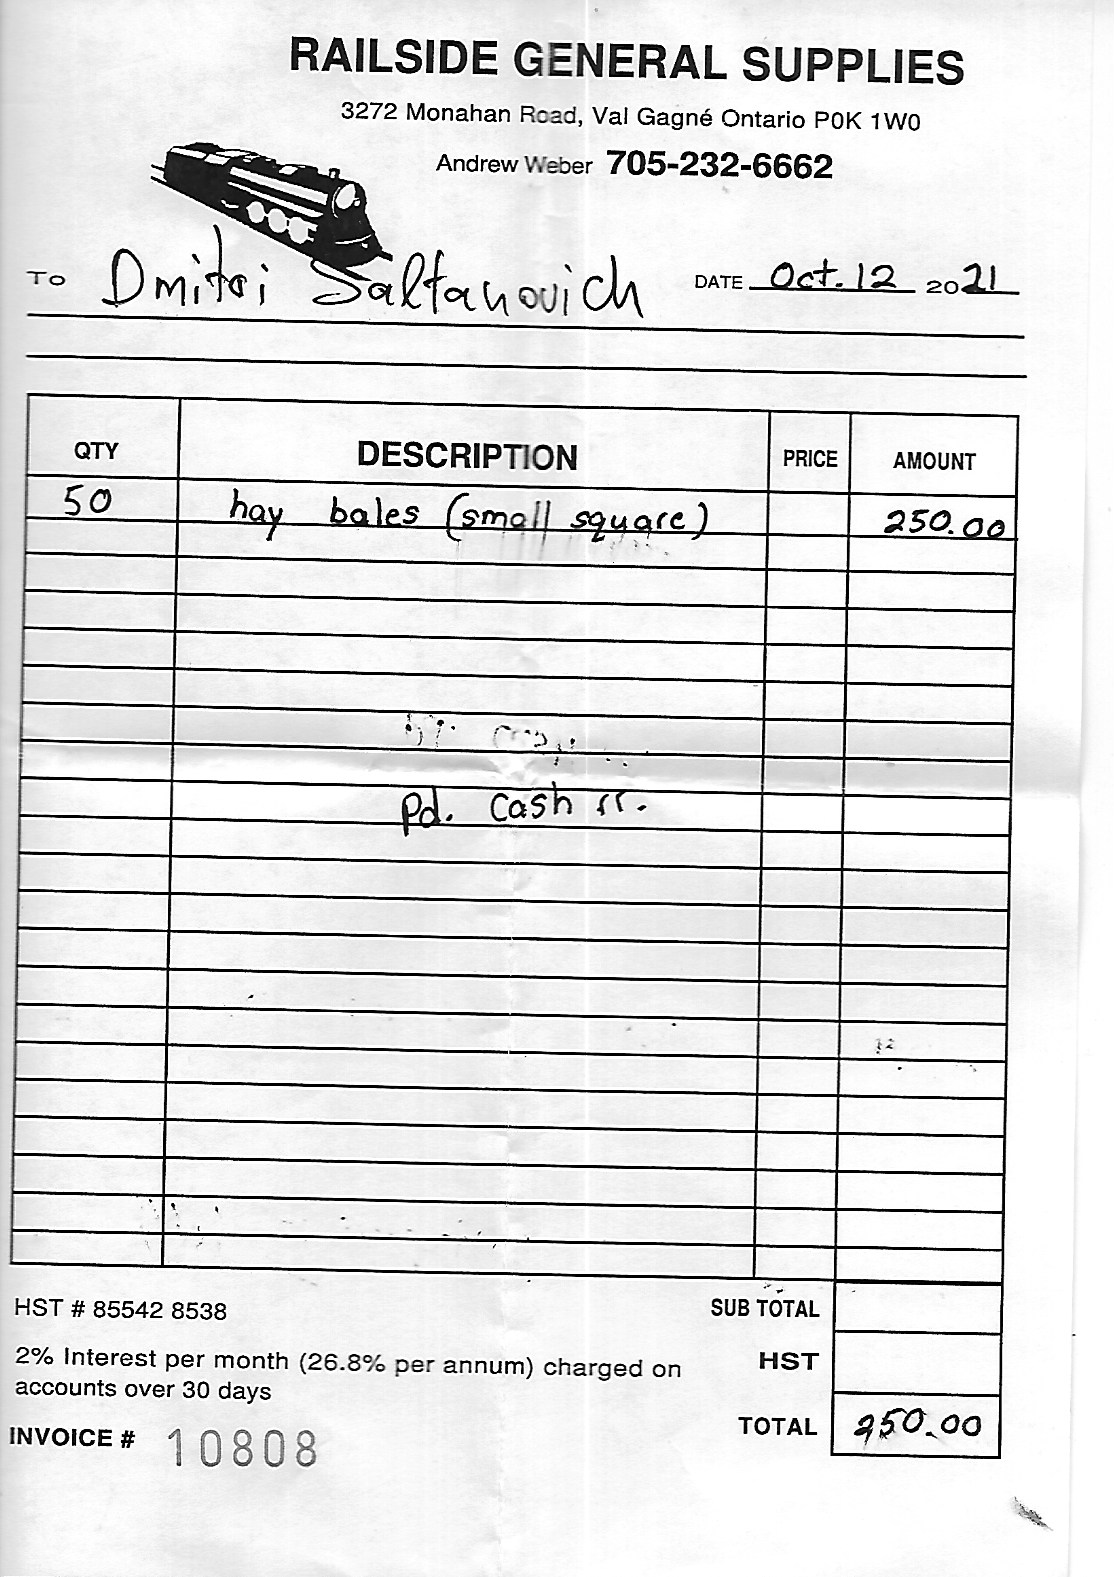 RAILSIDE GENERAL SUPPLIES
3272 Monahan Road, Val Gagné Ontario P0K 1W0
Andrew Weber 705-232-6662
TO Dmitri Saltanovich DATE Oct. 12 2021
QTY DESCRIPTION PRICE AMOUNT
50 hay bales (small square) 250.00
Pd. Cash
HST # 85542 8538 SUB TOTAL
2% Interest per month (26.8% per annum) charged on HST
accounts over 30 days
INVOICE # 10808 TOTAL 250.00